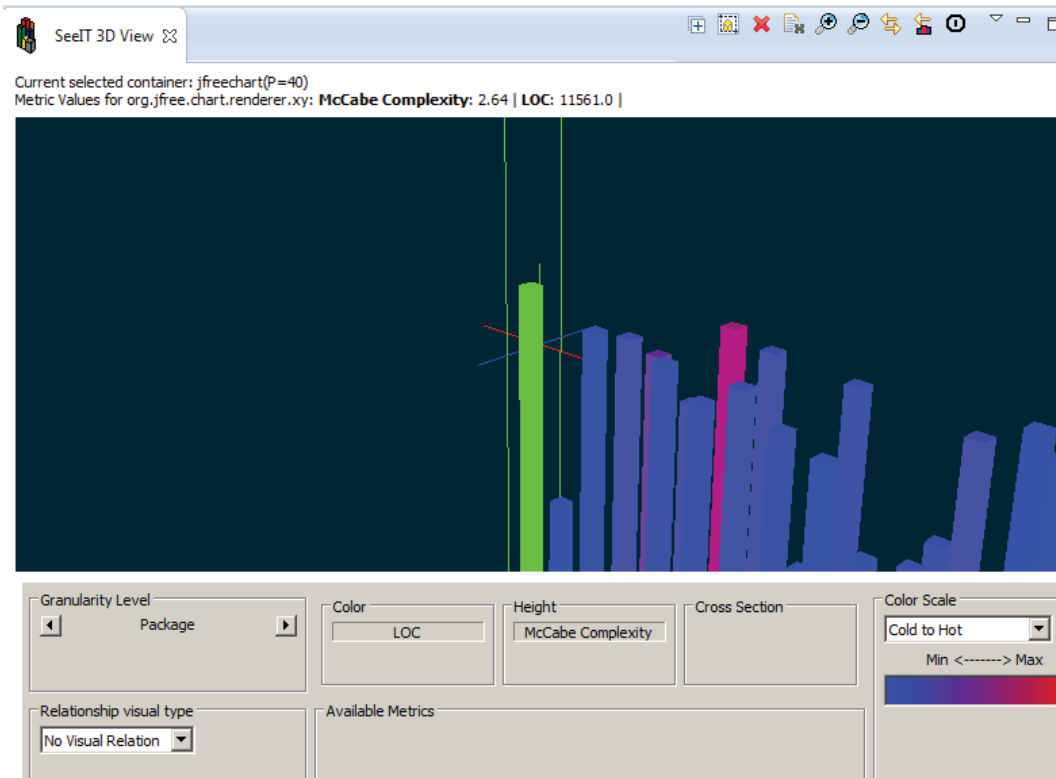 SeeIT 3D View
Current selected container: jfreechart(P=40)
Metric Values for org.jfree.chart.renderer.xy: McCabe Complexity: 2.64 | LOC: 11561.0 |
Granularity Level
Package
Color
LOC
Height
McCabe Complexity
Cross Section
Color Scale
Cold to Hot
Min <-------> Max
Relationship visual type
No Visual Relation
Available Metrics